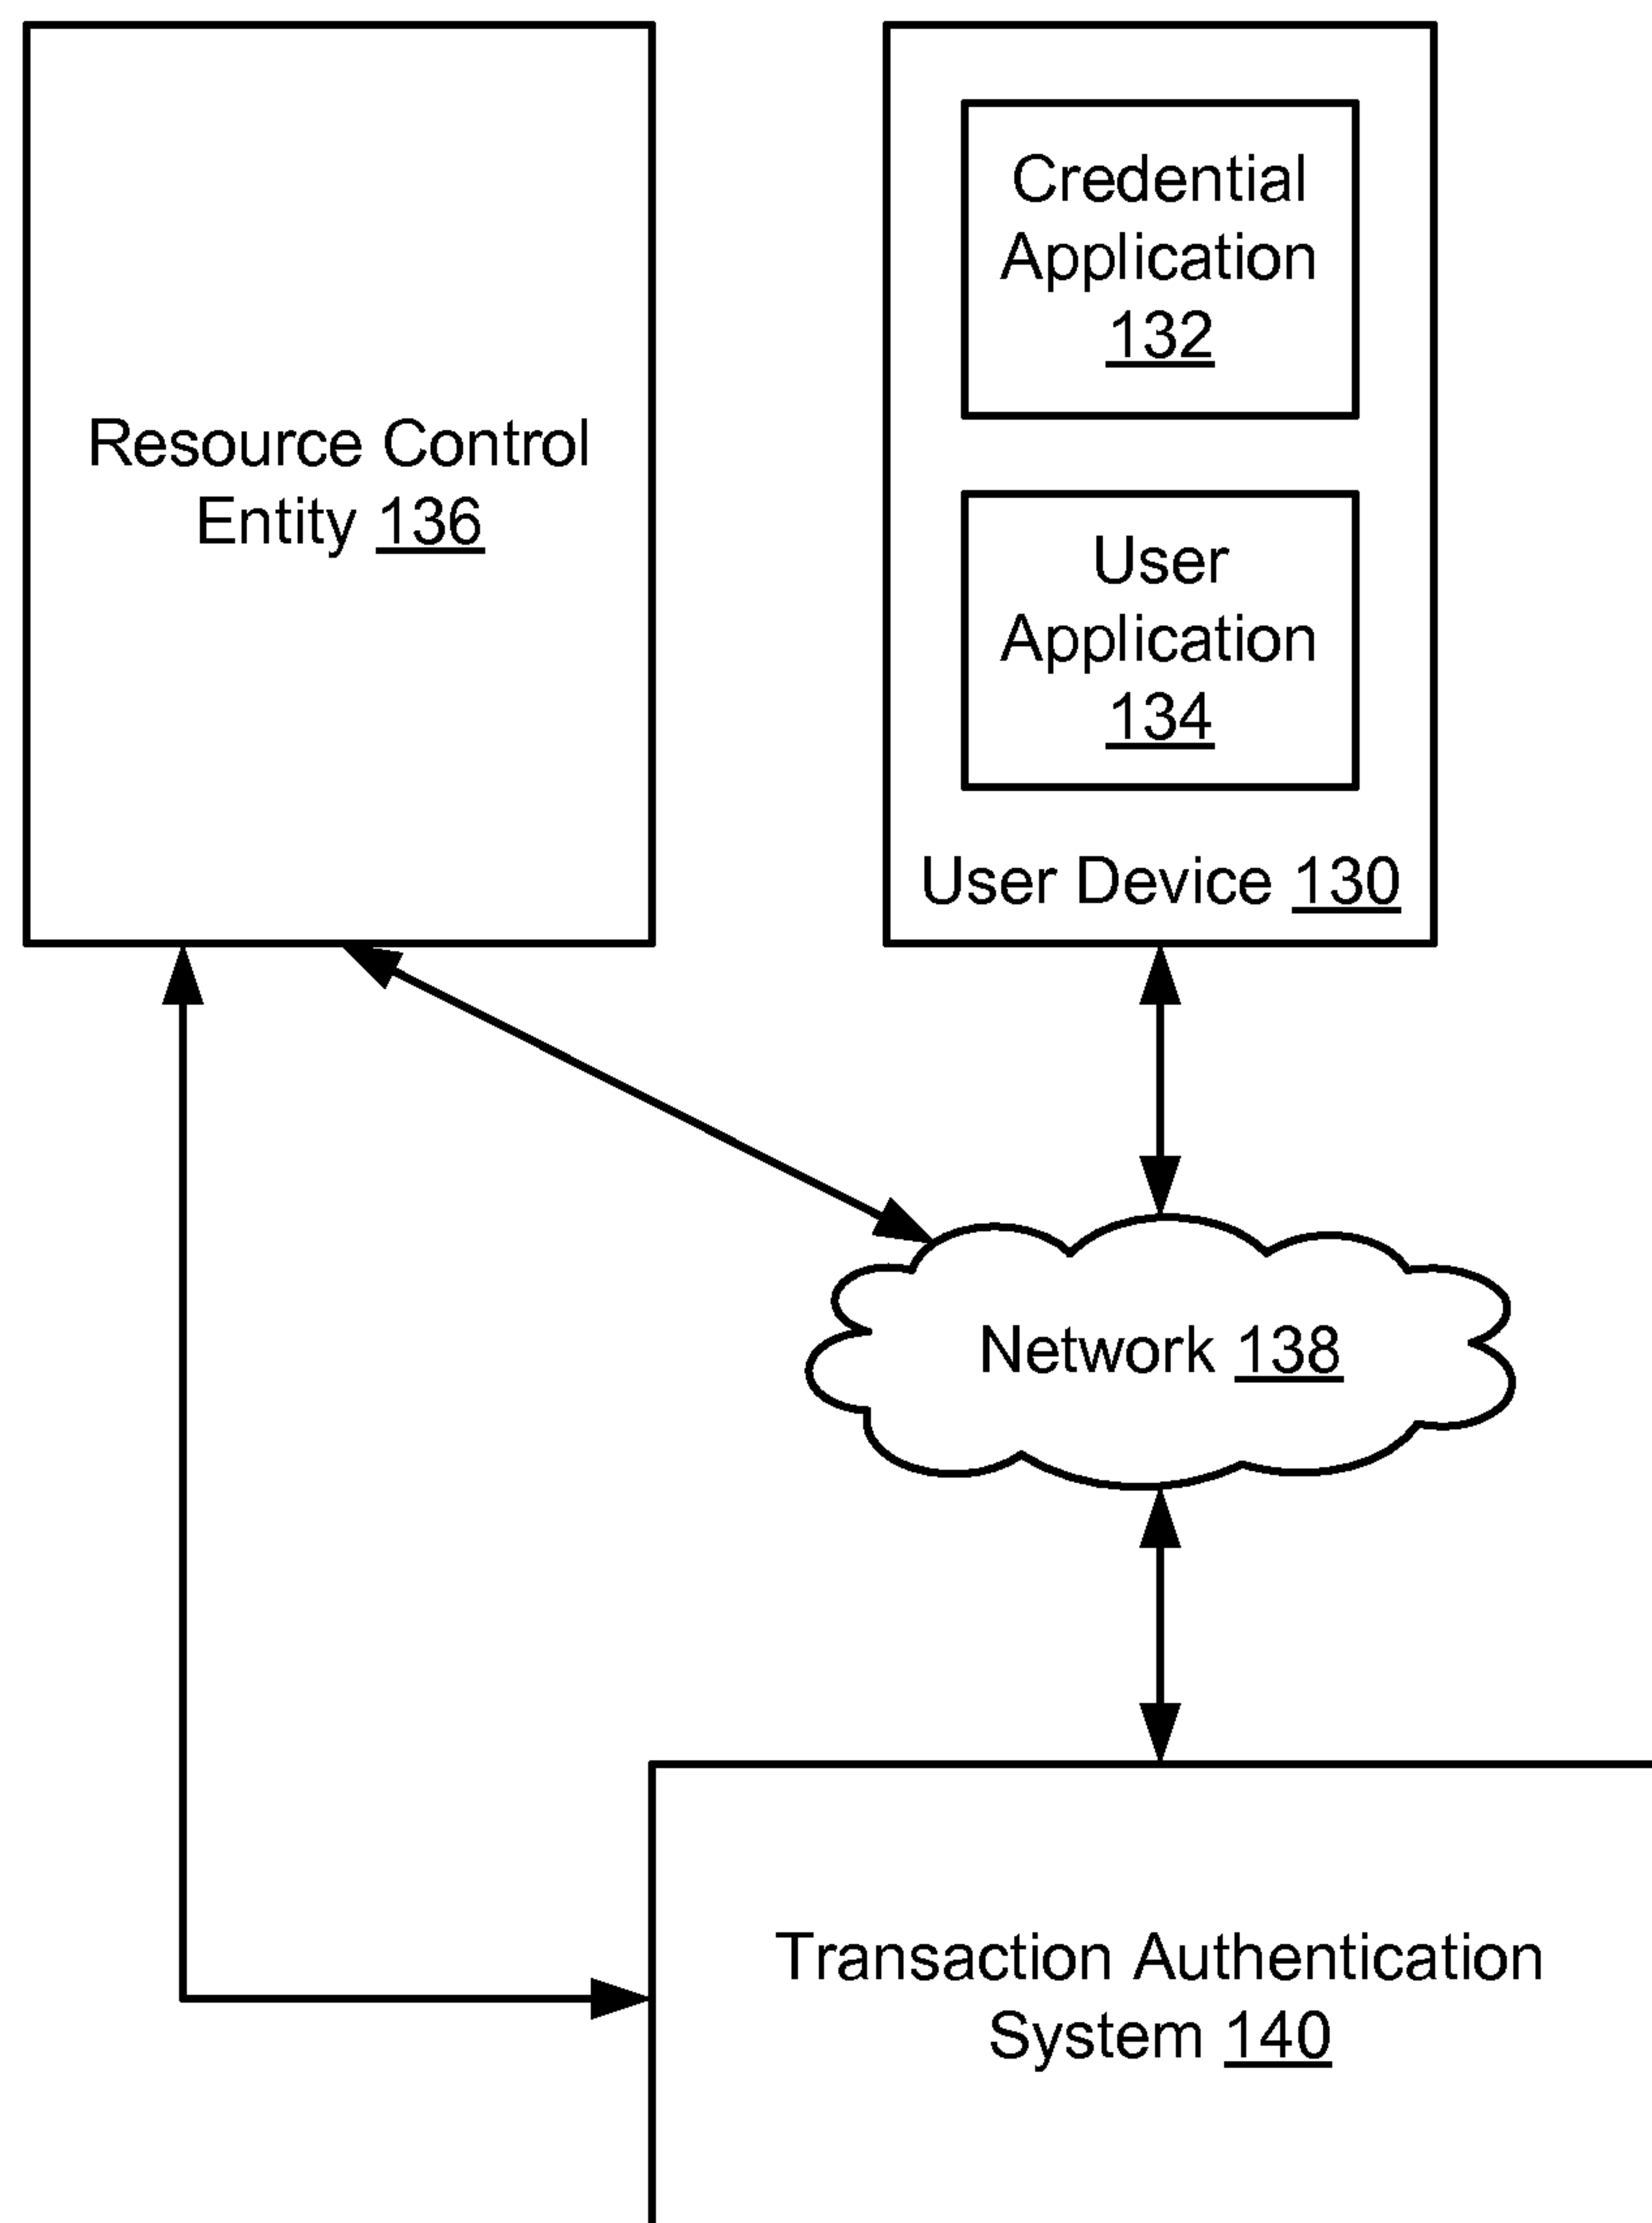 Resource Control
Entity 136
Credential
Application
132
User
Application
134
User Device 130
Network 138
Transaction Authentication
System 140